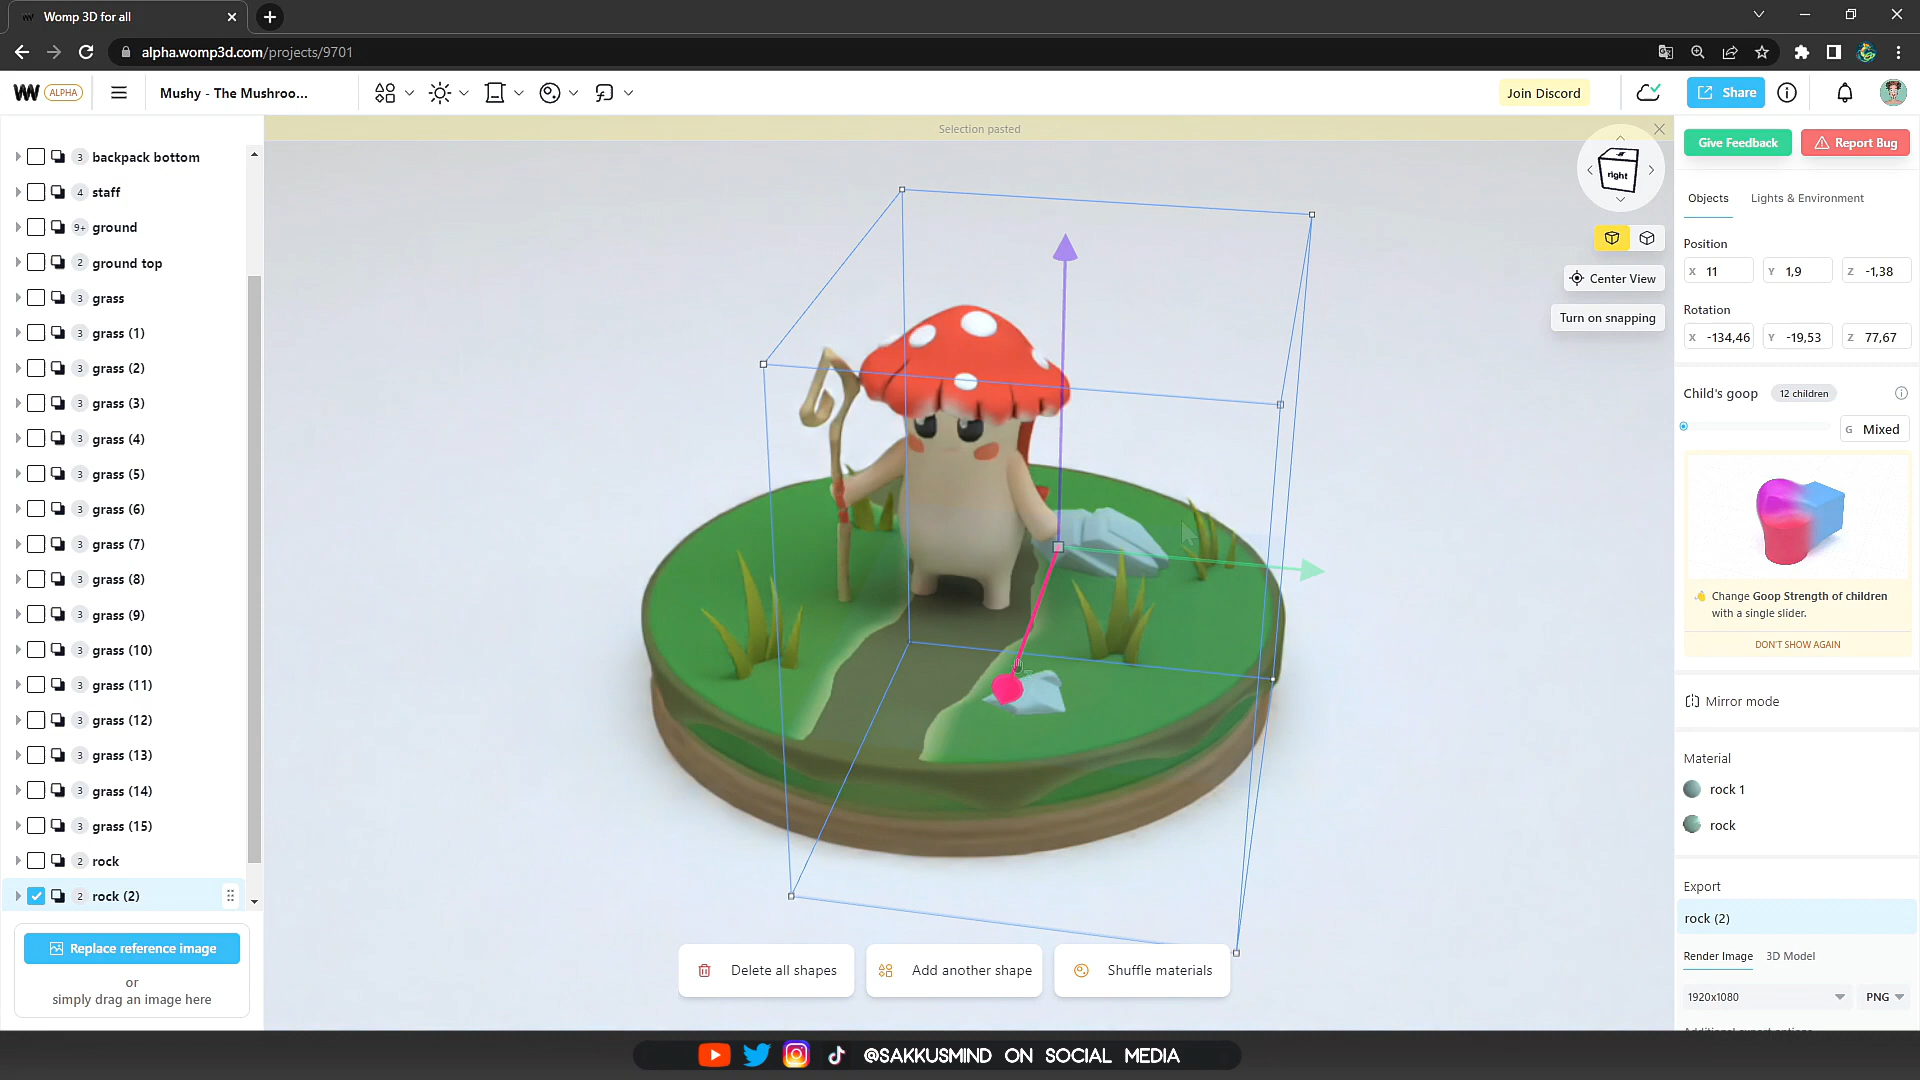 Womp 3D for all
alpha.womp3d.com/projects/9701
ALPHA
Mushy - The Mushroo...
Join Discord
Share
Selection pasted
Give Feedback
Report Bug
right
Objects
Lights & Environment
Position
X 11
Y 1,9
Z -1,38
Center View
Turn on snapping
Rotation
X -134,46
Y -19,53
Z 77,67
Child's goop
12 children
G Mixed
Change Goop Strength of children
with a single slider.
DON'T SHOW AGAIN
Mirror mode
Material
rock 1
rock
Export
rock (2)
Render Image
3D Model
1920x1080
PNG
Additional export options
3 backpack bottom
4 staff
9+ ground
2 ground top
3 grass
3 grass (1)
3 grass (2)
3 grass (3)
3 grass (4)
3 grass (5)
3 grass (6)
3 grass (7)
3 grass (8)
3 grass (9)
3 grass (10)
3 grass (11)
3 grass (12)
3 grass (13)
3 grass (14)
3 grass (15)
2 rock
2 rock (2)
Replace reference image
or
simply drag an image here
Delete all shapes
Add another shape
Shuffle materials
@SAKKUSMIND ON SOCIAL MEDIA